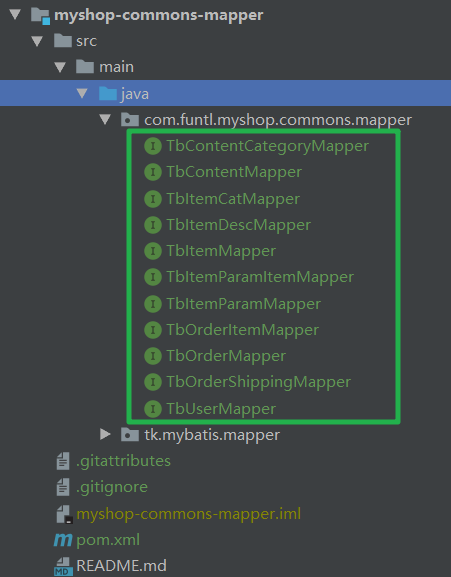 myshop-commons-mapper
src
main
java
com.funtl.myshop.commons.mapper
TbContentCategoryMapper
TbContentMapper
TbItemCatMapper
TbItemDescMapper
TbItemMapper
TbItemParamItemMapper
TbItemParamMapper
TbOrderItemMapper
TbOrderMapper
TbOrderShippingMapper
TbUserMapper
tk.mybatis.mapper
.gitattributes
.gitignore
myshop-commons-mapper.iml
pom.xml
README.md